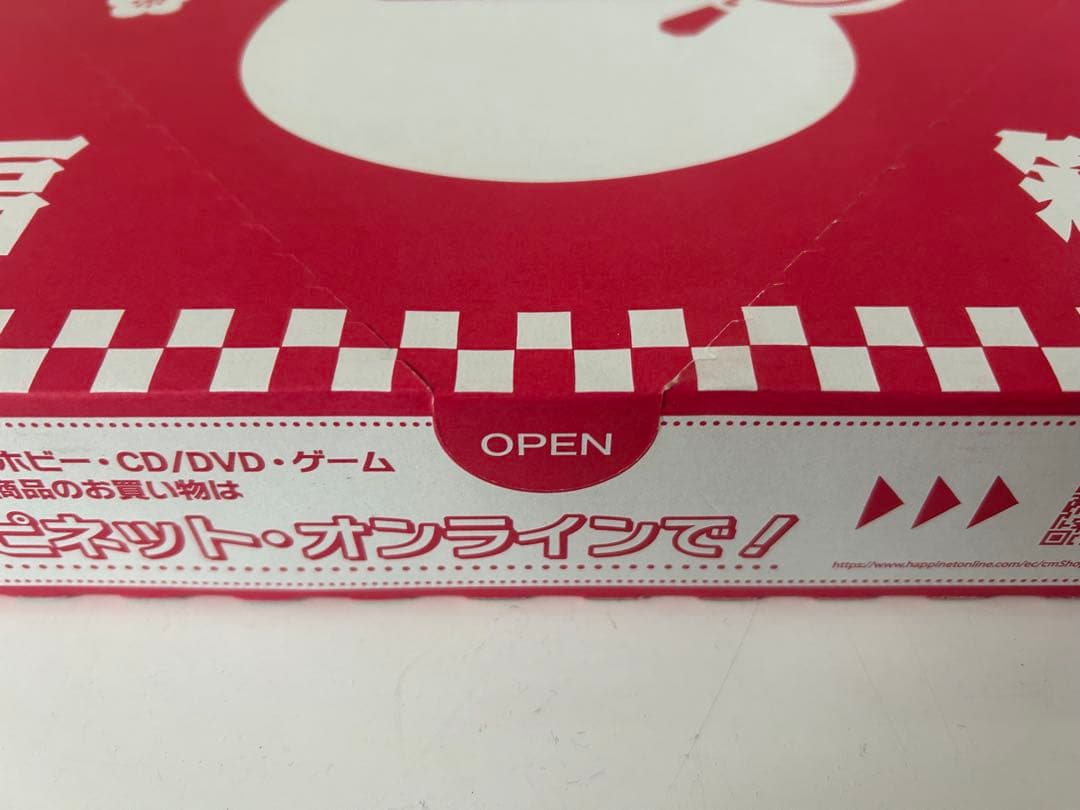 OPEN
ホビー・CD/DVD・ゲーム
商品のお買い物は
ピネット・オンラインで!
https://www.happinetonline.com/ec/cmSho